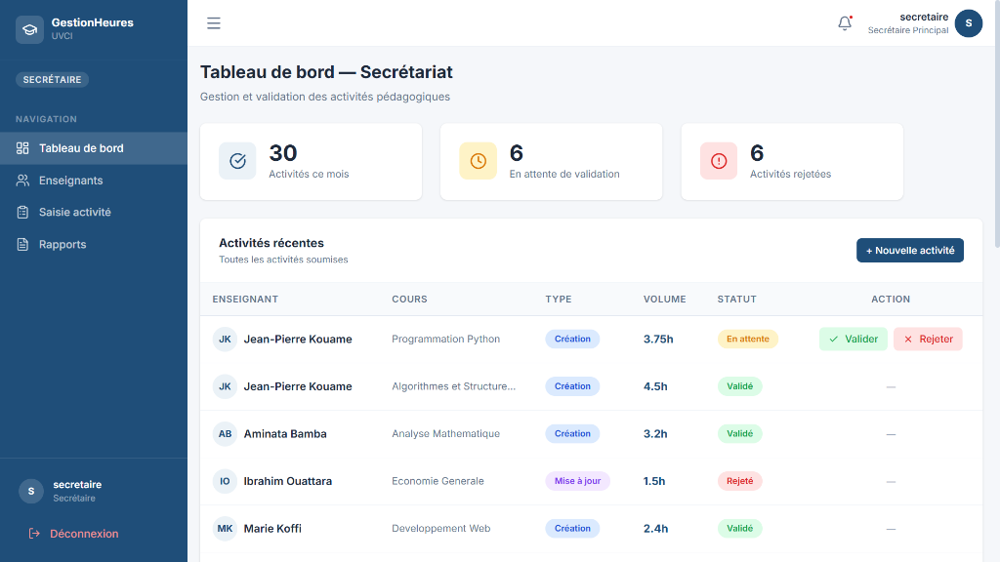 GestionHeures
UVCI
SECRÉTAIRE
NAVIGATION
Tableau de bord
Enseignants
Saisie activité
Rapports
S
secretaire
Secrétaire
Déconnexion
secretaire
Secrétaire Principal
S
Tableau de bord — Secrétariat
Gestion et validation des activités pédagogiques
30
Activités ce mois
6
En attente de validation
6
Activités rejetées
Activités récentes
Toutes les activités soumises
+ Nouvelle activité
ENSEIGNANT COURS TYPE VOLUME STATUT ACTION
JK Jean-Pierre Kouame Programmation Python Création 3.75h En attente Valider Rejeter
JK Jean-Pierre Kouame Algorithmes et Structure... Création 4.5h Validé —
AB Aminata Bamba Analyse Mathematique Création 3.2h Validé —
IO Ibrahim Ouattara Economie Generale Mise à jour 1.5h Rejeté —
MK Marie Koffi Developpement Web Création 2.4h Validé —